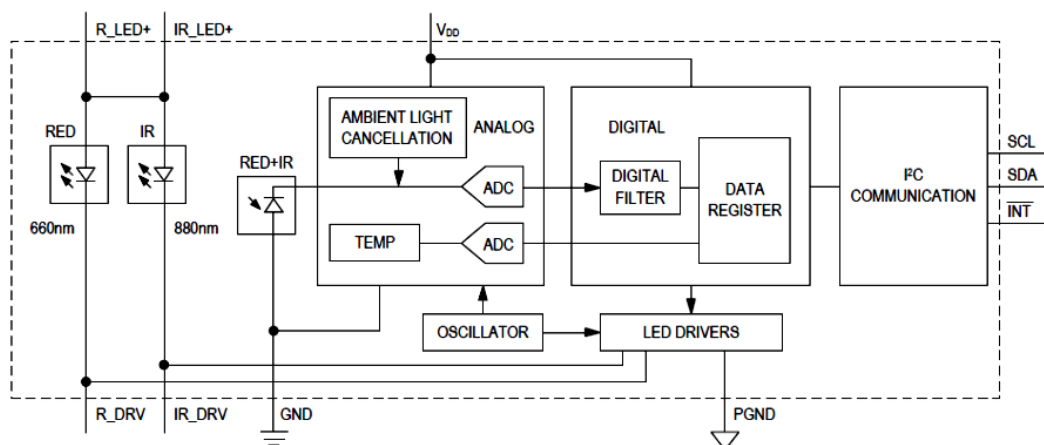 R_LED+
IR_LED+
VDD
RED
IR
660nm
880nm
RED+IR
AMBIENT LIGHT
CANCELLATION
ANALOG
ADC
TEMP
ADC
DIGITAL
DIGITAL
FILTER
DATA
REGISTER
I²C
COMMUNICATION
SCL
SDA
INT
OSCILLATOR
LED DRIVERS
R_DRV
IR_DRV
GND
PGND